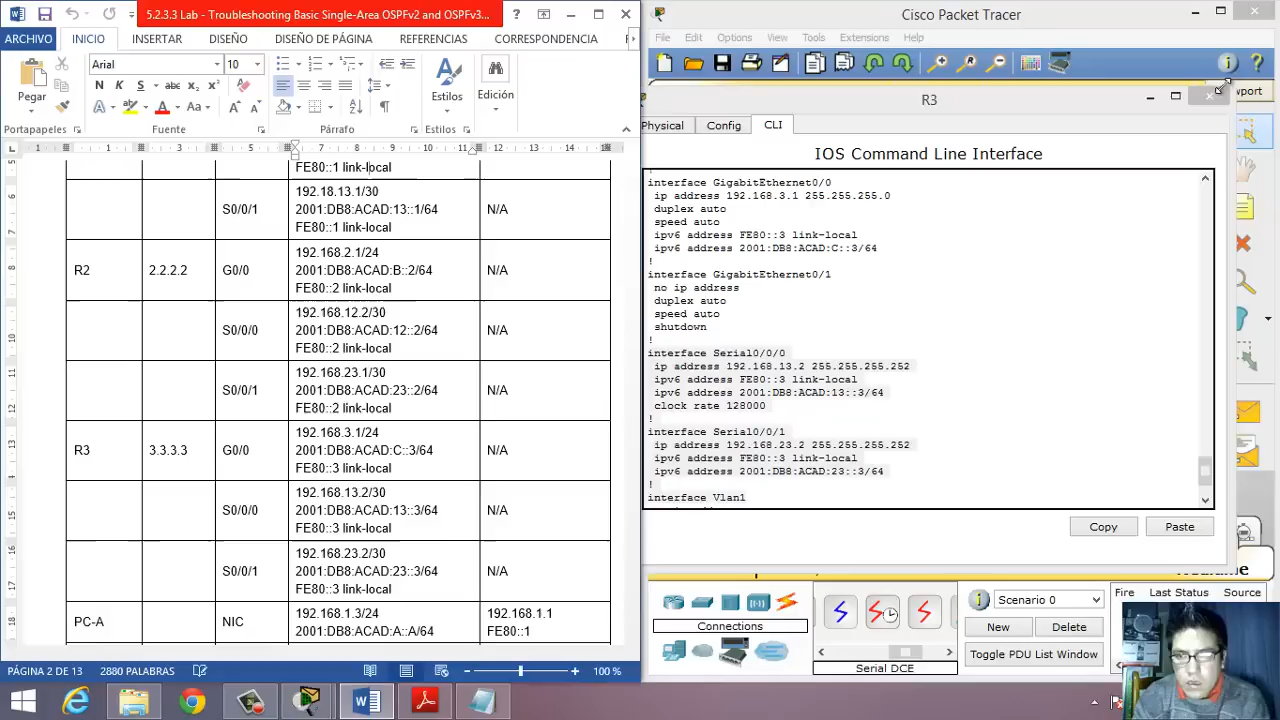 5.2.3.3 Lab - Troubleshooting Basic Single-Area OSPFv2 and OSPFv3...
ARCHIVO INICIO INSERTAR DISEÑO DISEÑO DE PÁGINA REFERENCIAS CORRESPONDENCIA
Arial 10
N K S
Pegar
Estilos
Edición
Portapapeles Fuente Párrafo Estilos
FE80::1 link-local
192.18.13.1/30
S0/0/1 2001:DB8:ACAD:13::1/64 N/A
FE80::1 link-local
192.168.2.1/24
R2 2.2.2.2 G0/0 2001:DB8:ACAD:B::2/64 N/A
FE80::2 link-local
192.168.12.2/30
S0/0/0 2001:DB8:ACAD:12::2/64 N/A
FE80::2 link-local
192.168.23.1/30
S0/0/1 2001:DB8:ACAD:23::2/64 N/A
FE80::2 link-local
192.168.3.1/24
R3 3.3.3.3 G0/0 2001:DB8:ACAD:C::3/64 N/A
FE80::3 link-local
192.168.13.2/30
S0/0/0 2001:DB8:ACAD:13::3/64 N/A
FE80::3 link-local
192.168.23.2/30
S0/0/1 2001:DB8:ACAD:23::3/64 N/A
FE80::3 link-local
192.168.1.3/24 192.168.1.1
PC-A NIC
2001:DB8:ACAD:A::A/64 FE80::1
PÁGINA 2 DE 13 2880 PALABRAS 100 %
Cisco Packet Tracer
File Edit Options View Tools Extensions Help
R3
Physical Config CLI
IOS Command Line Interface
interface GigabitEthernet0/0
ip address 192.168.3.1 255.255.255.0
duplex auto
speed auto
ipv6 address FE80::3 link-local
ipv6 address 2001:DB8:ACAD:C::3/64
!
interface GigabitEthernet0/1
no ip address
duplex auto
speed auto
shutdown
!
interface Serial0/0/0
ip address 192.168.13.2 255.255.255.252
ipv6 address FE80::3 link-local
ipv6 address 2001:DB8:ACAD:13::3/64
clock rate 128000
!
interface Serial0/0/1
ip address 192.168.23.2 255.255.255.252
ipv6 address FE80::3 link-local
ipv6 address 2001:DB8:ACAD:23::3/64
!
interface Vlan1
Copy Paste
Connections
Serial DCE
Scenario 0
New Delete
Toggle PDU List Window
Fire Last Status Source